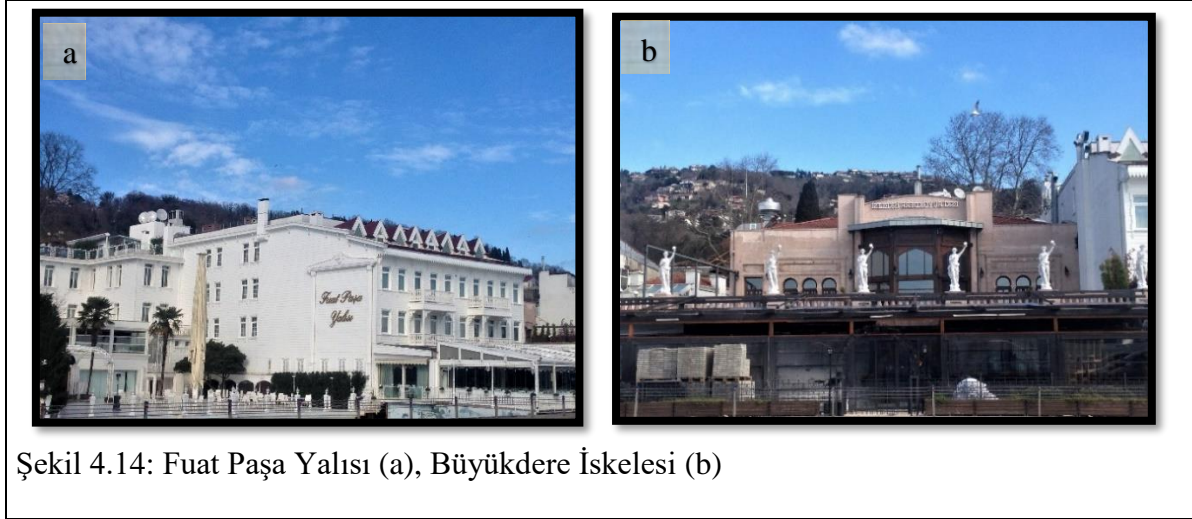 a
b
Fuat Paşa
Yalısı
Şekil 4.14: Fuat Paşa Yalısı (a), Büyükdere İskelesi (b)